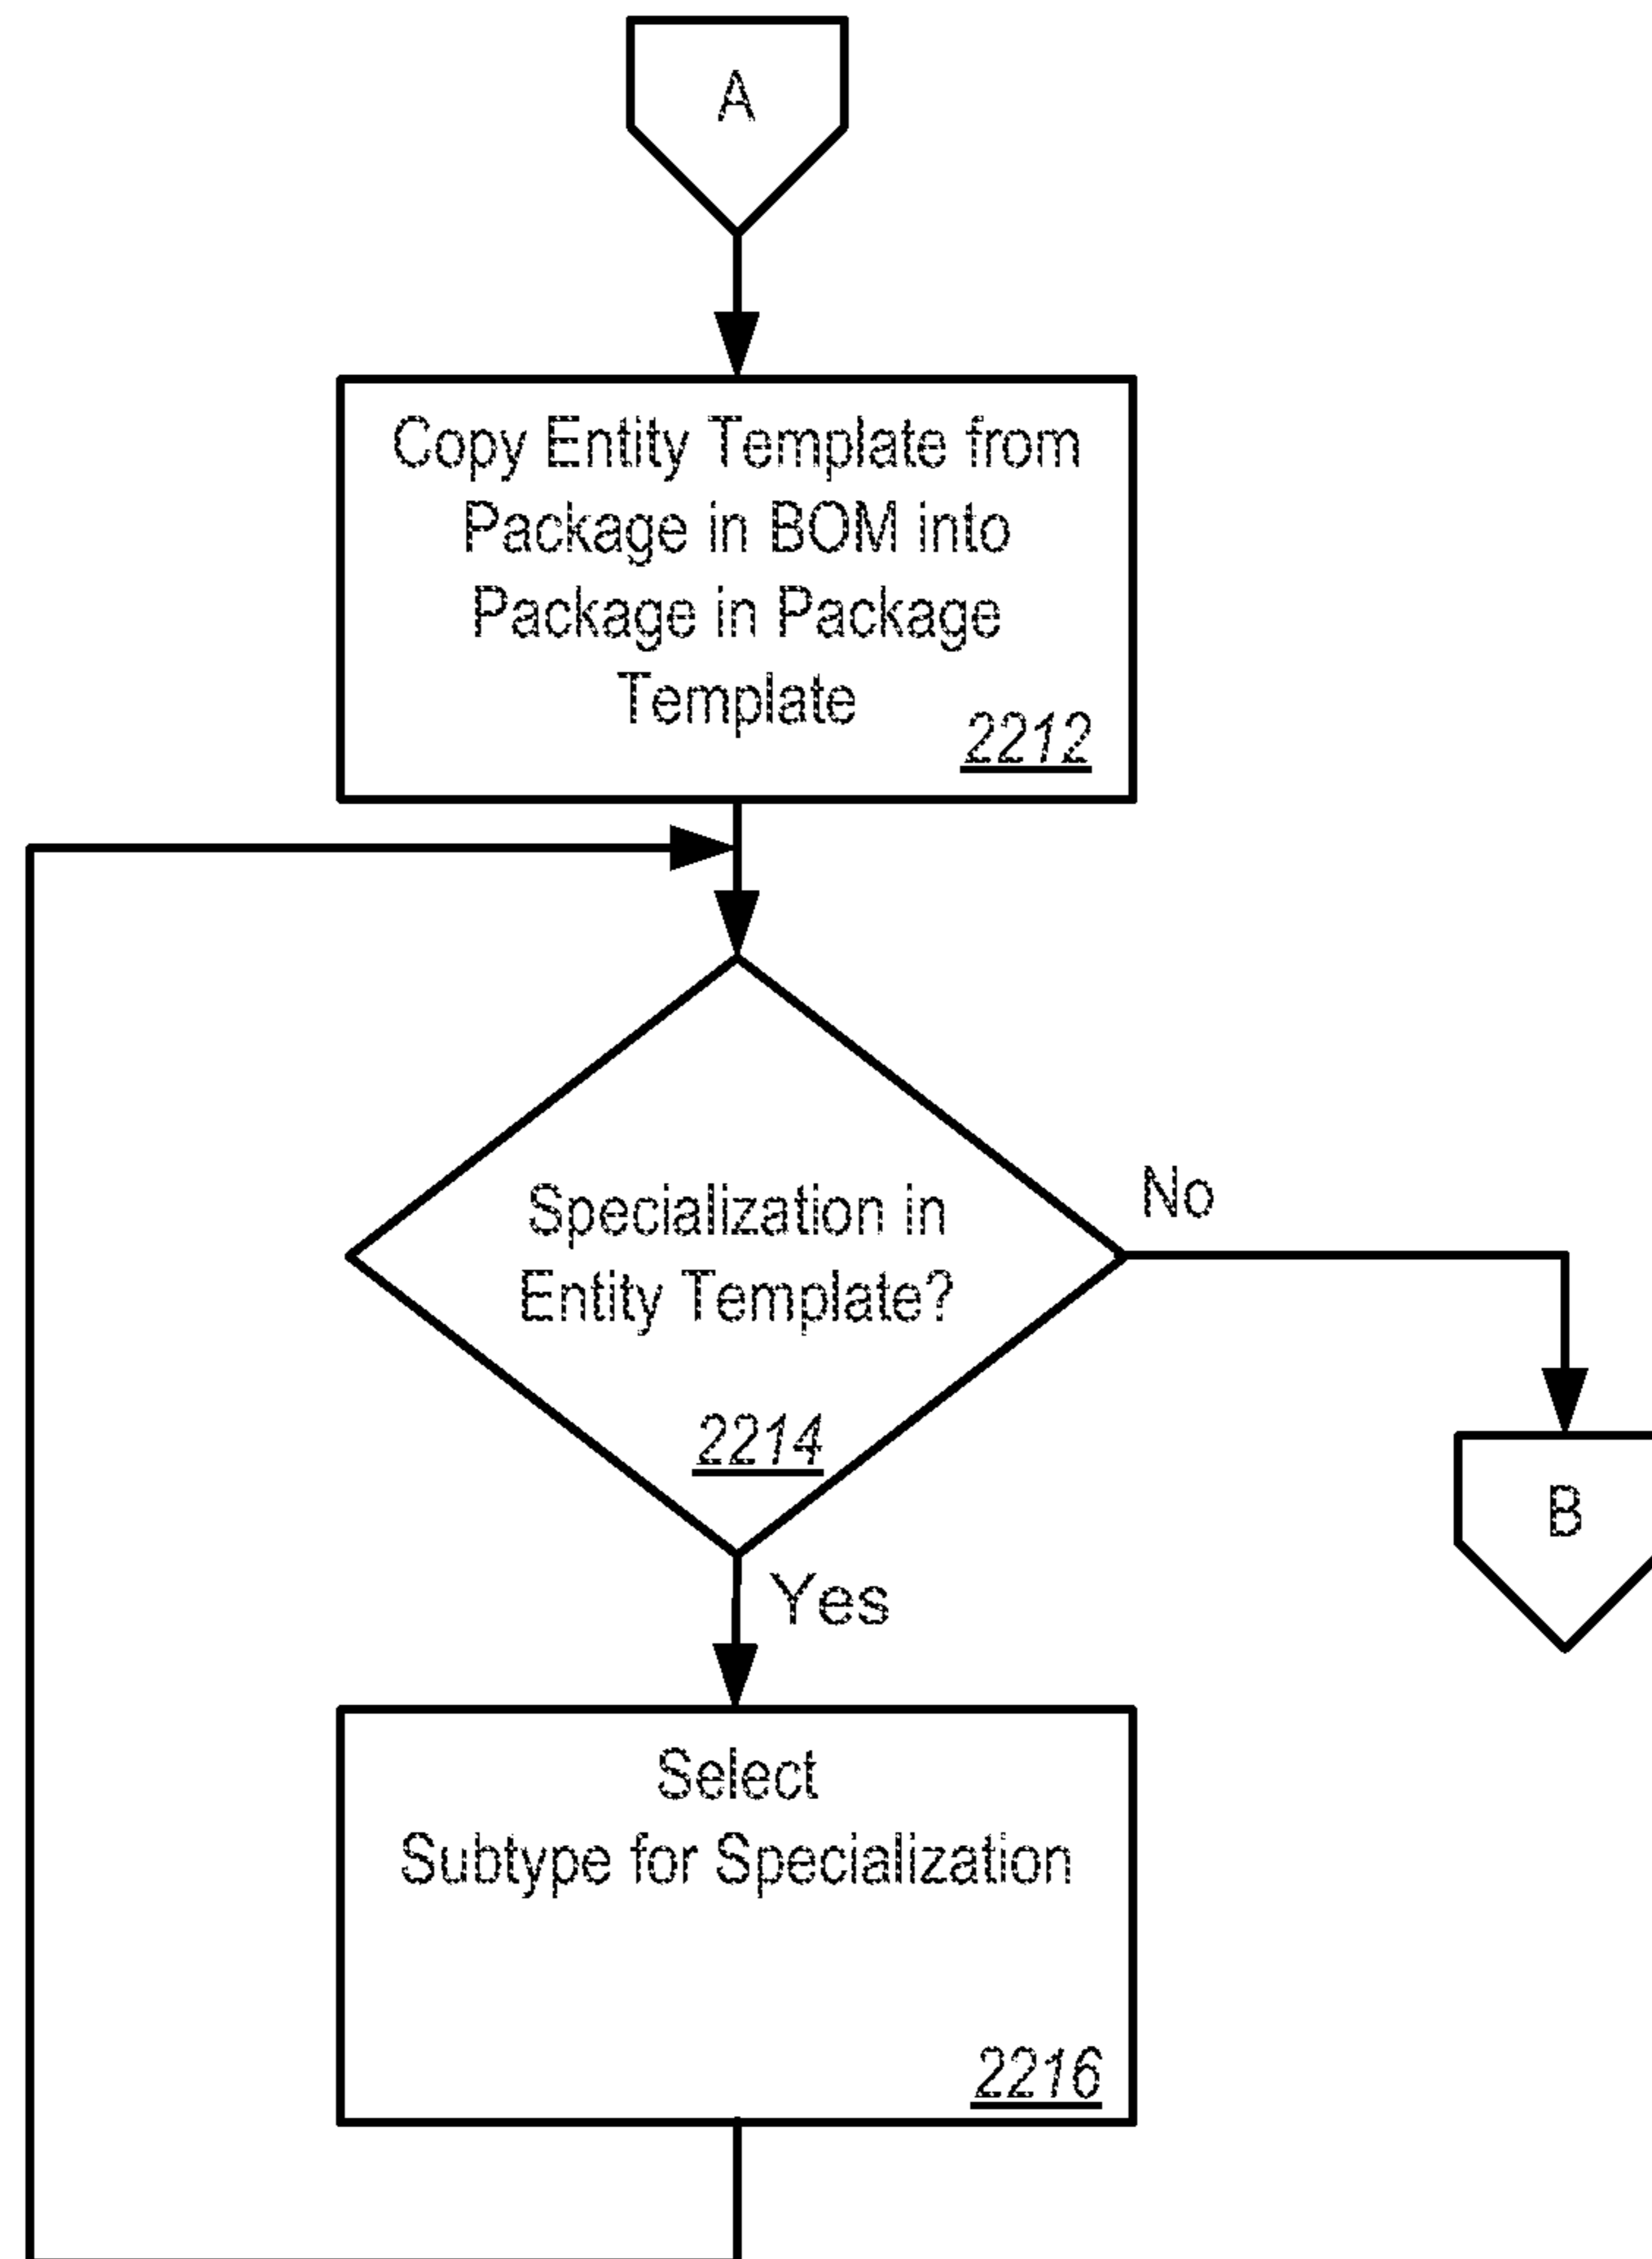 A
Copy Entity Template from
Package in BOM into
Package in Package
Template
2212
Specialization in
Entity Template?
2214
No
B
Yes
Select
Subtype for Specialization
2216